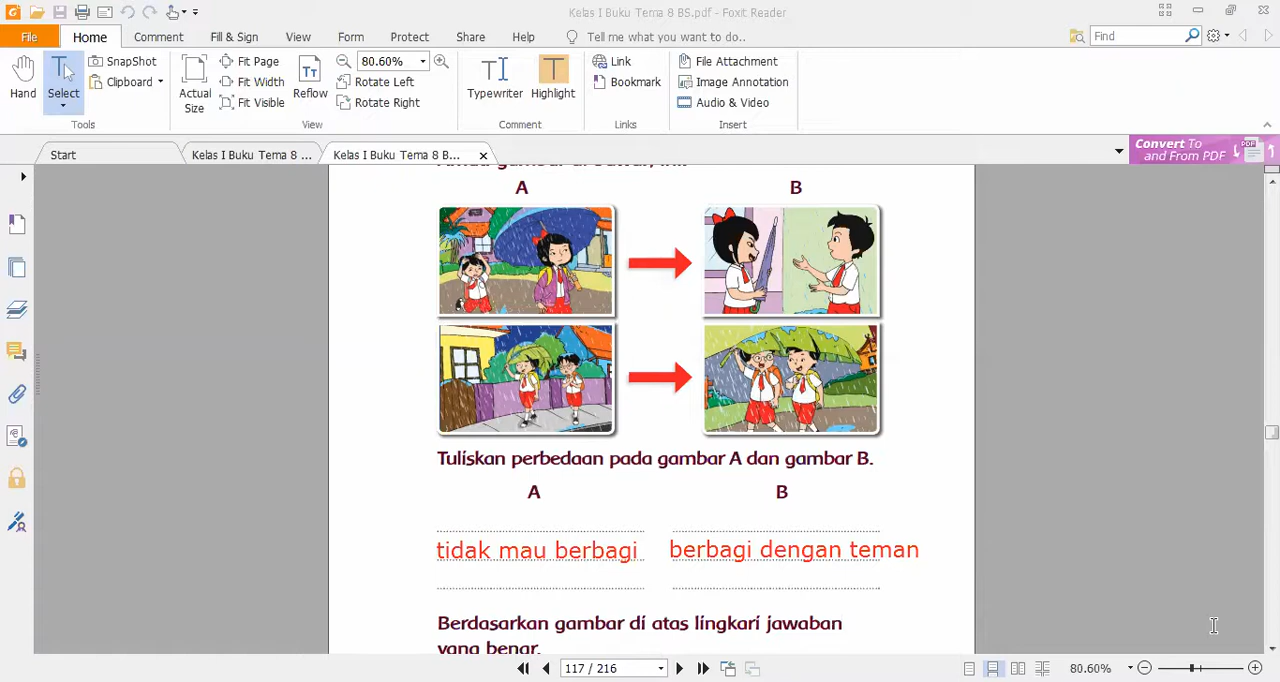 Kelas I Buku Tema 8 BS.pdf - Foxit Reader
File Home Comment Fill & Sign View Form Protect Share Help Tell me what you want to do.. Find
Hand
Select
SnapShot
Clipboard
Tools
Actual Size
Fit Page
Fit Width
Fit Visible
Reflow
80.60%
Rotate Left
Rotate Right
View
Typewriter
Highlight
Comment
Link
Bookmark
Links
File Attachment
Image Annotation
Audio & Video
Insert
Start
Kelas I Buku Tema 8 ...
Kelas I Buku Tema 8 B...
Convert To
and From PDF
A B
Tuliskan perbedaan pada gambar A dan gambar B.
A B
tidak mau berbagi berbagi dengan teman
Berdasarkan gambar di atas lingkari jawaban
yang benar.
117 / 216
80.60%